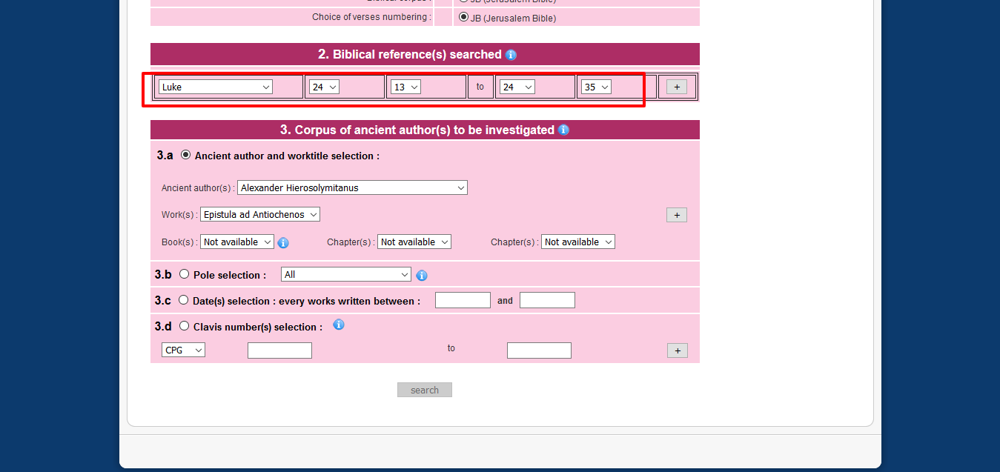 JB (Jerusalem Bible)
Choice of verses numbering : JB (Jerusalem Bible)
2. Biblical reference(s) searched
Luke 24 13 to 24 35 +
3. Corpus of ancient author(s) to be investigated
3.a Ancient author and worktitle selection :
Ancient author(s) : Alexander Hierosolymitanus
Work(s) : Epistula ad Antiochenos +
Book(s) : Not available Chapter(s) : Not available Chapter(s) : Not available
3.b Pole selection : All
3.c Date(s) selection : every works written between : and
3.d Clavis number(s) selection :
CPG to +
search